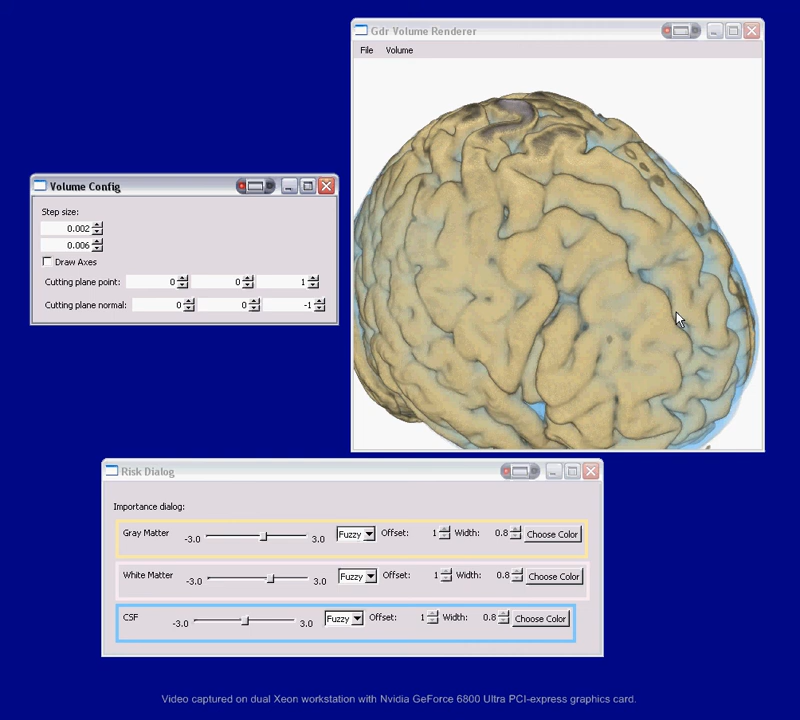 Gdr Volume Renderer
File Volume
Volume Config
Step size:
0.002
0.006
Draw Axes
Cutting plane point: 0 0 1
Cutting plane normal: 0 0 -1
Risk Dialog
Importance dialog:
Gray Matter -3.0 3.0 Fuzzy Offset: 1 Width: 0.8 Choose Color
White Matter -3.0 3.0 Fuzzy Offset: 1 Width: 0.8 Choose Color
CSF -3.0 3.0 Fuzzy Offset: 1 Width: 0.8 Choose Color
Video captured on dual Xeon workstation with Nvidia GeForce 6800 Ultra PCI-express graphics card.